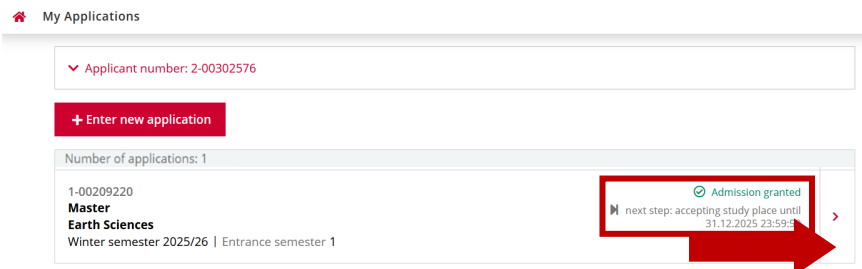 My Applications
Applicant number: 2-00302576
+ Enter new application
Number of applications: 1
1-00209220
Master
Earth Sciences
Winter semester 2025/26 | Entrance semester 1
Admission granted
next step: accepting study place until
31.12.2025